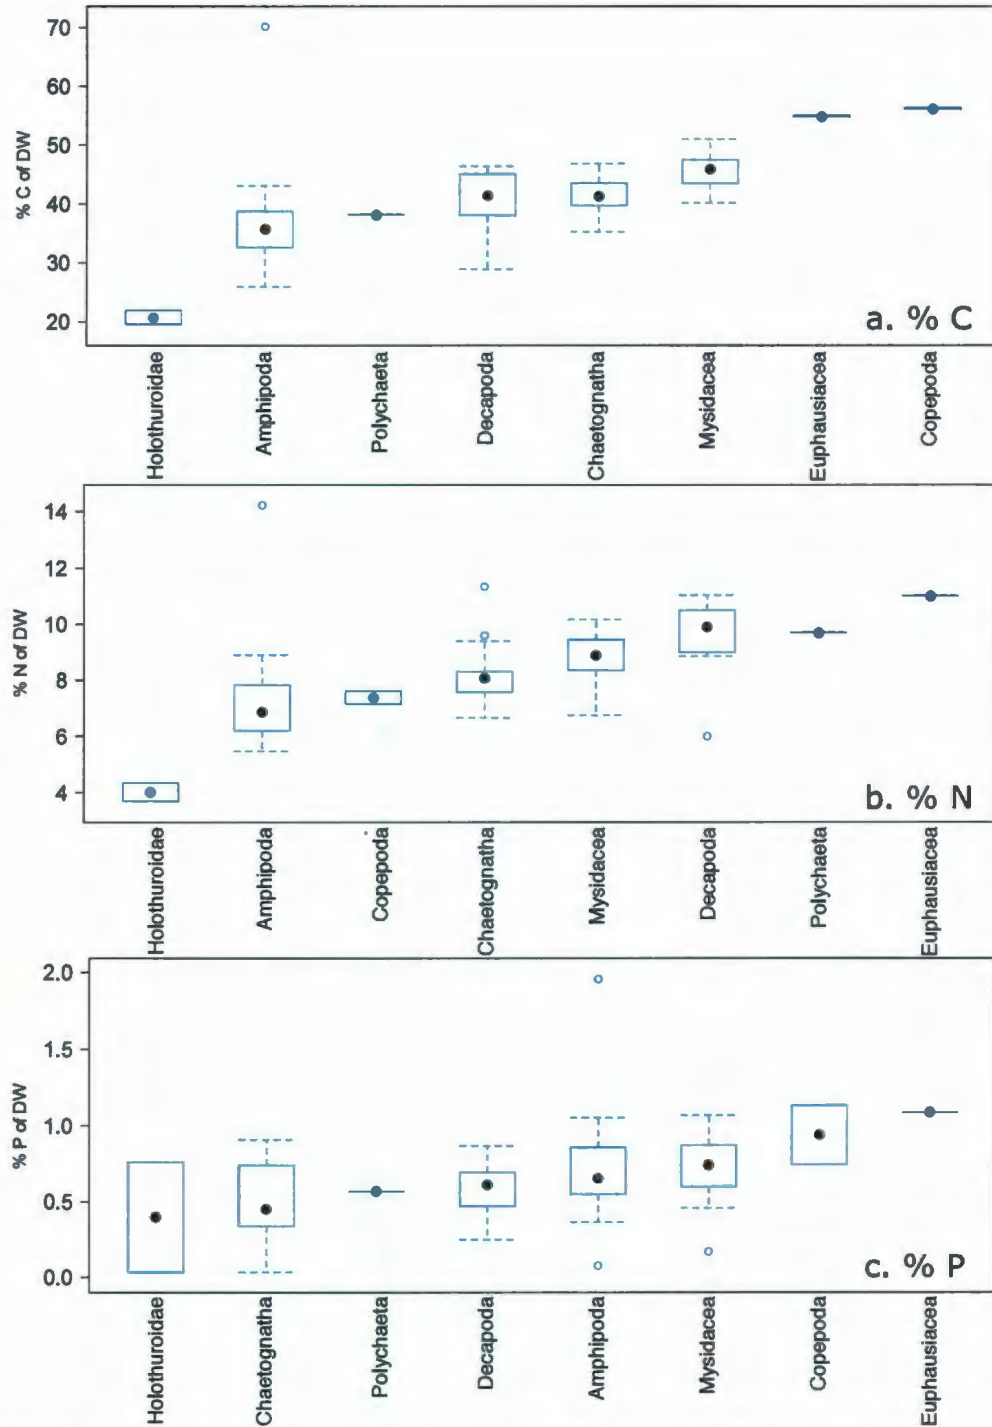 70
60
50
40
30
20
% C of DW
a. % C
Holothuroidae
Amphipoda
Polychaeta
Decapoda
Chaetognatha
Mysidacea
Euphausiacea
Copepoda
14
12
10
8
6
4
% N of DW
b. % N
Holothuroidae
Amphipoda
Copepoda
Chaetognatha
Mysidacea
Decapoda
Polychaeta
Euphausiacea
2.0
1.5
1.0
0.5
0.0
% P of DW
c. % P
Holothuroidae
Chaetognatha
Polychaeta
Decapoda
Amphipoda
Mysidacea
Copepoda
Euphausiacea